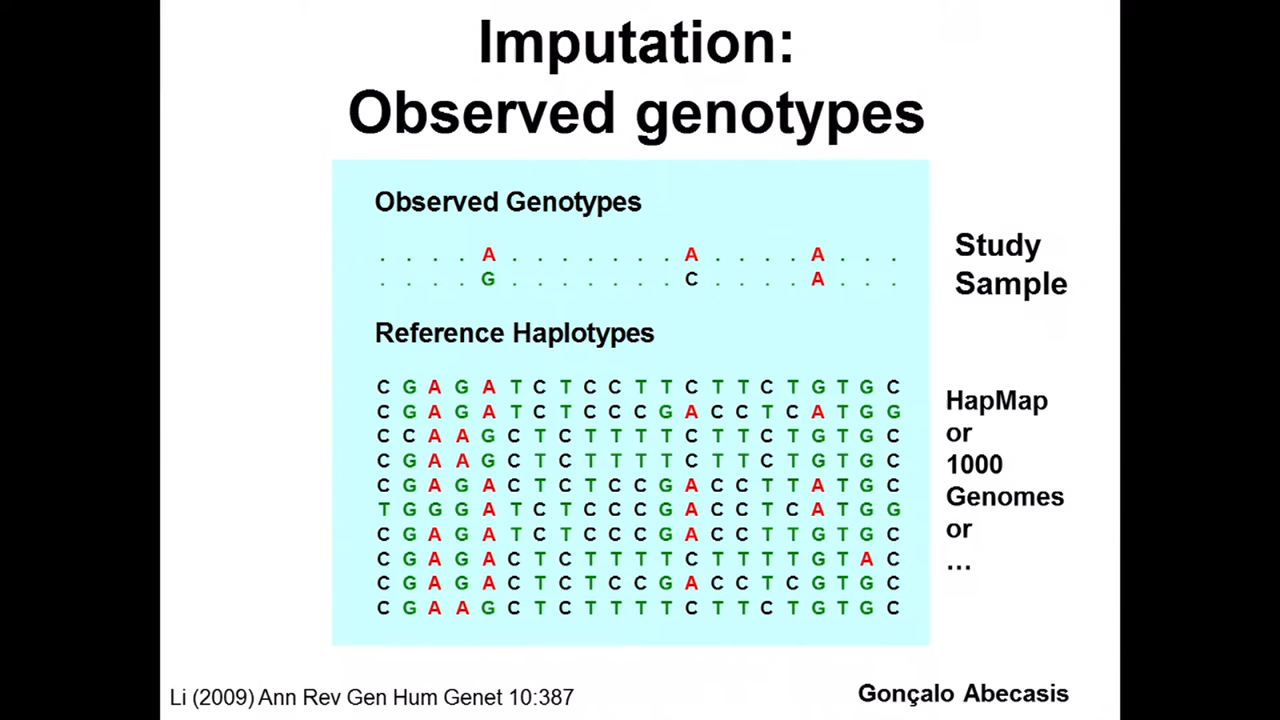 Imputation:
Observed genotypes
Observed Genotypes
. . . . A . . . . . . . A . . . . A . . .
. . . . G . . . . . . . C . . . . A . . .
Study
Sample
Reference Haplotypes
C G A G A T C T C C T T C T T C T G T G C
C G A G A T C T C C C G A C C T C A T G G
C C A A G C T C T T T T C T T C T G T G C
C G A A G C T C T T T T C T T C T G T G C
C G A G A C T C T C C G A C C T T A T G C
T G G G A T C T C C C G A C C T C A T G G
C G A G A T C T C C C G A C C T T G T G C
C G A G A C T C T T T T C T T T T G T A C
C G A G A C T C T C C G A C C T C G T G C
C G A A G C T C T T T T C T T C T G T G C
HapMap
or
1000
Genomes
or
...
Li (2009) Ann Rev Gen Hum Genet 10:387
Gonçalo Abecasis